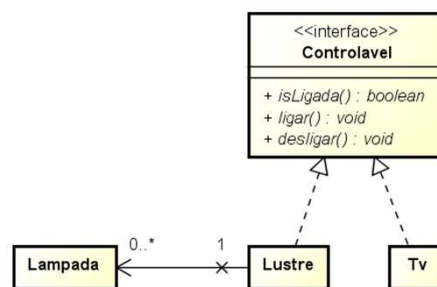 <<interface>>
Controlavel
+ isLigada() : boolean
+ ligar() : void
+ desligar() : void
0..*
1
Lampada
Lustre
Tv